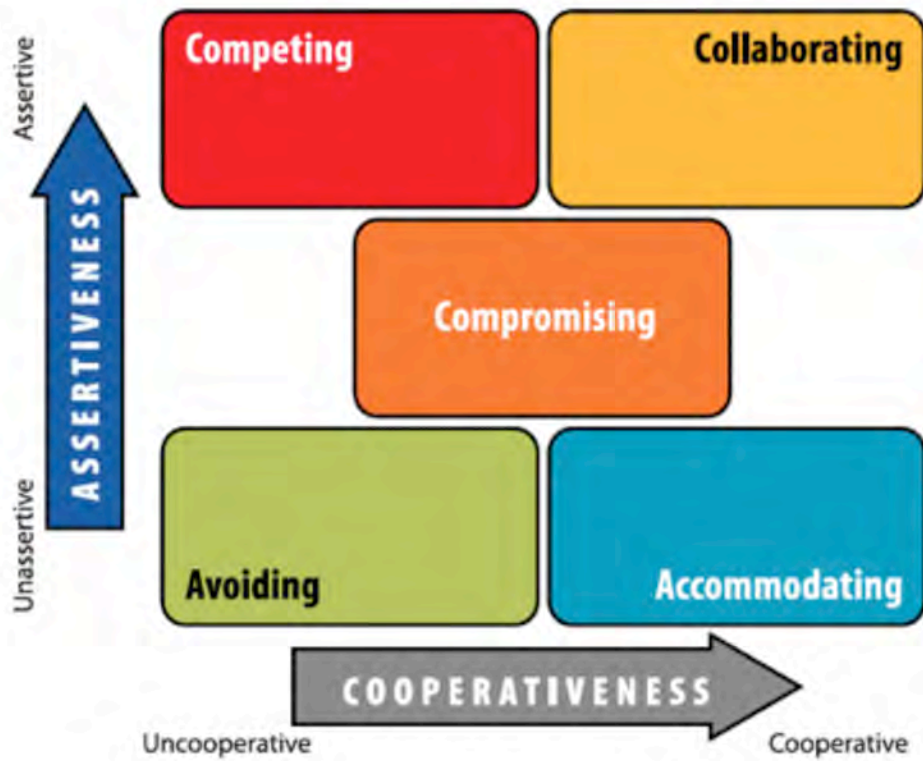 Assertive
Competing
Collaborating
ASSERTIVENESS
Compromising
Unassertive
Avoiding
Accommodating
COOPERATIVENESS
Uncooperative
Cooperative